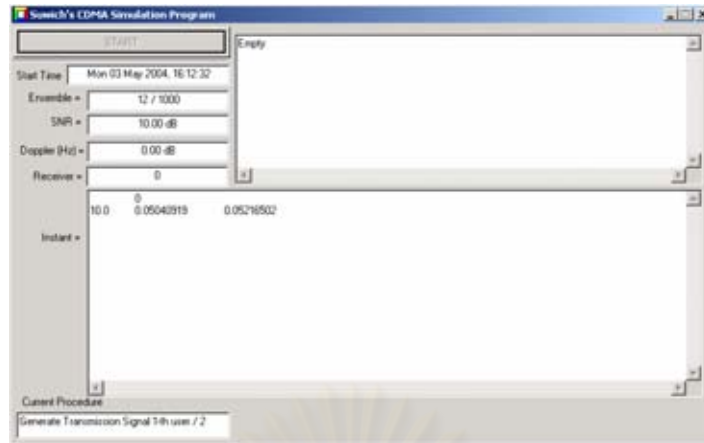 Suwich's CDMA Simulation Program
START
Empty
Start Time Mon 03 May 2004, 16:12:32
Ensemble = 12 / 1000
SNR = 10.00 dB
Doppler (Hz) = 0.00 dB
Receiver = 0
0
10.0 0.05040919 0.05216502
Instant =
Current Procedure
Generate Transmission Signal 1-th user / 2